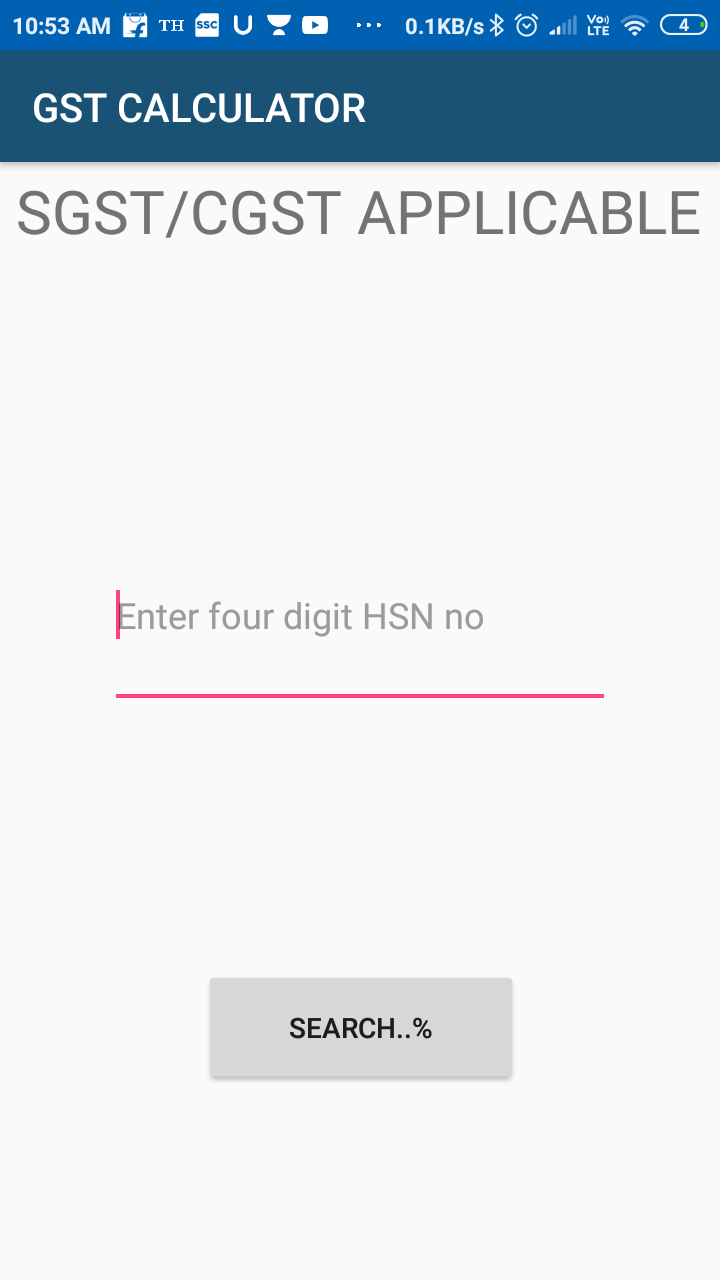 10:53 AM TH SSC U ... 0.1KB/s Vo) LTE 4
GST CALCULATOR
SGST/CGST APPLICABLE
Enter four digit HSN no
SEARCH..%